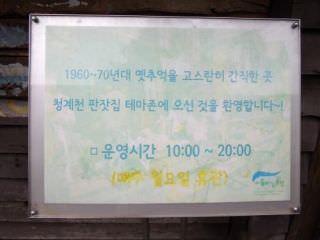 1960~70년대 옛추억을 고스란히 간직한 곳
청계천 판잣집 테마존에 오신 것을 환영합니다~!
□ 운영시간 10:00 ~ 20:00
(매주 월요일 휴관)